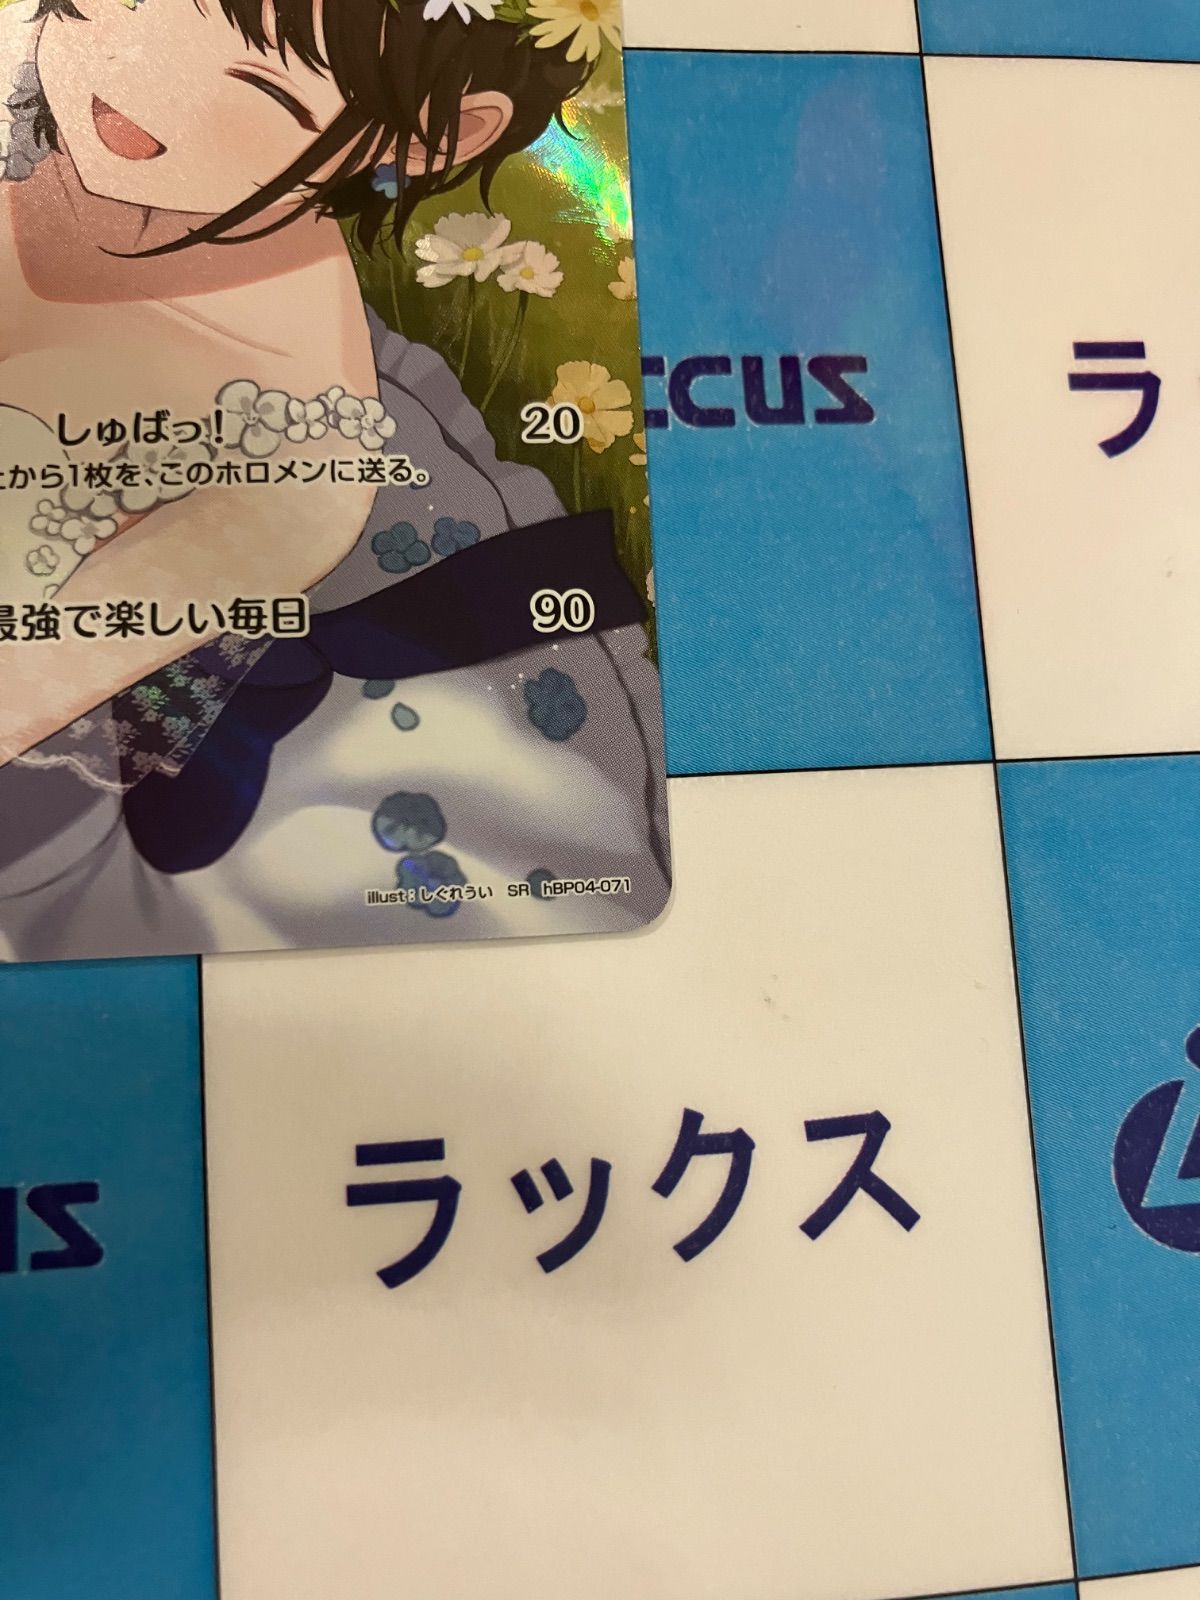 しゅばっ! 20
から1枚を、このホロメンに送る。
最強で楽しい毎日 90
illust:しぐれうい SR hBP04-071
ccus
ラ
ラックス